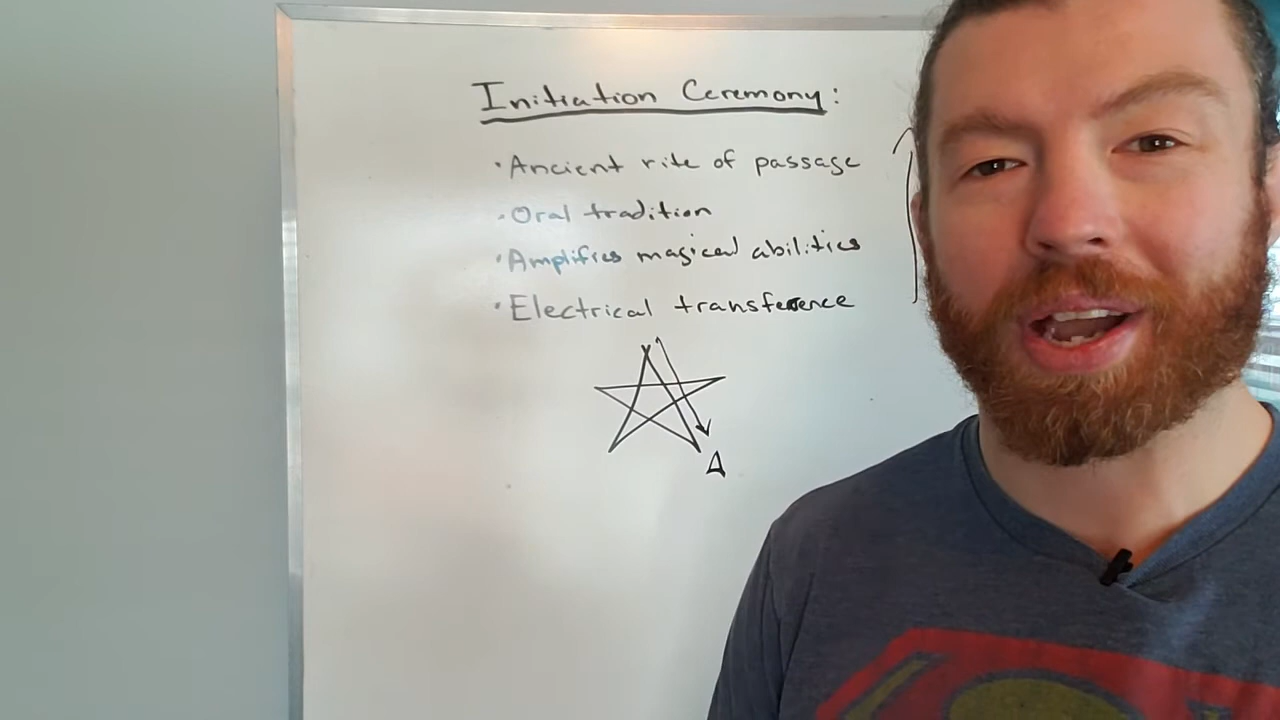 Initiation Ceremony:
• Ancient rite of passage
• Oral tradition
• Amplifies magical abilities
• Electrical transference